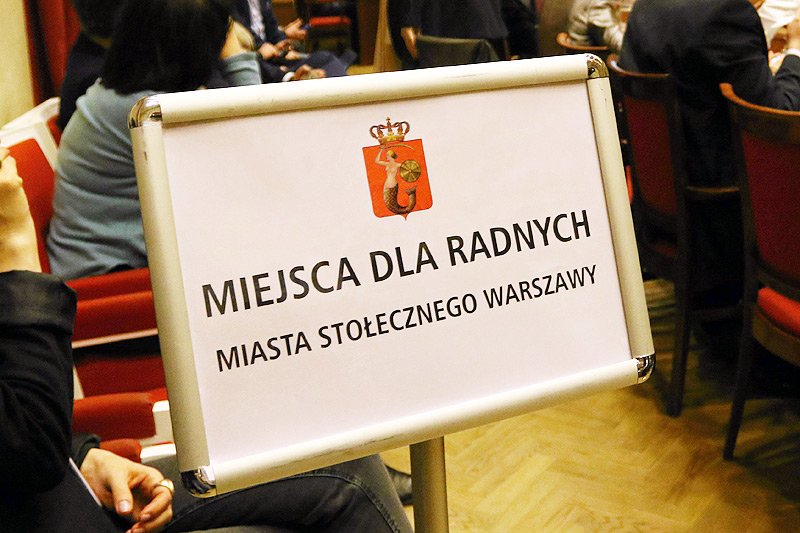 MIEJSCA DLA RADNYCH
MIASTA STOŁECZNEGO WARSZAWY